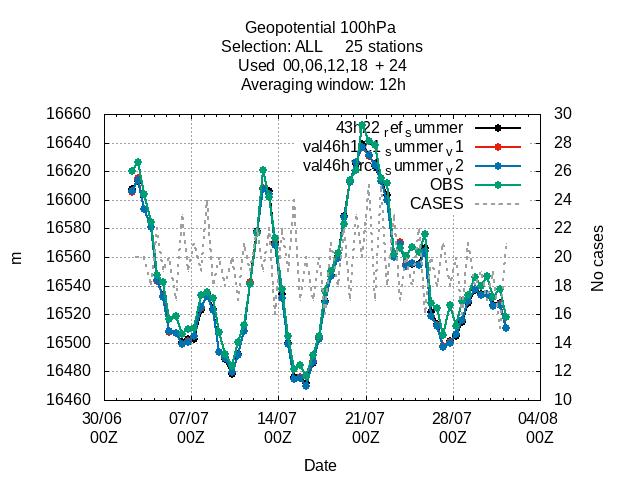 Geopotential 100hPa
Selection: ALL     25 stations
Used  00,06,12,18  + 24
Averaging window: 12h
16660
16640
16620
16600
16580
16560
16540
16520
16500
16480
16460
30
28
26
24
22
20
18
16
14
12
10
43h22_refsummer
OBS
CASES
m
No cases
30/06 00Z
07/07 00Z
14/07 00Z
21/07 00Z
28/07 00Z
04/08 00Z
Date